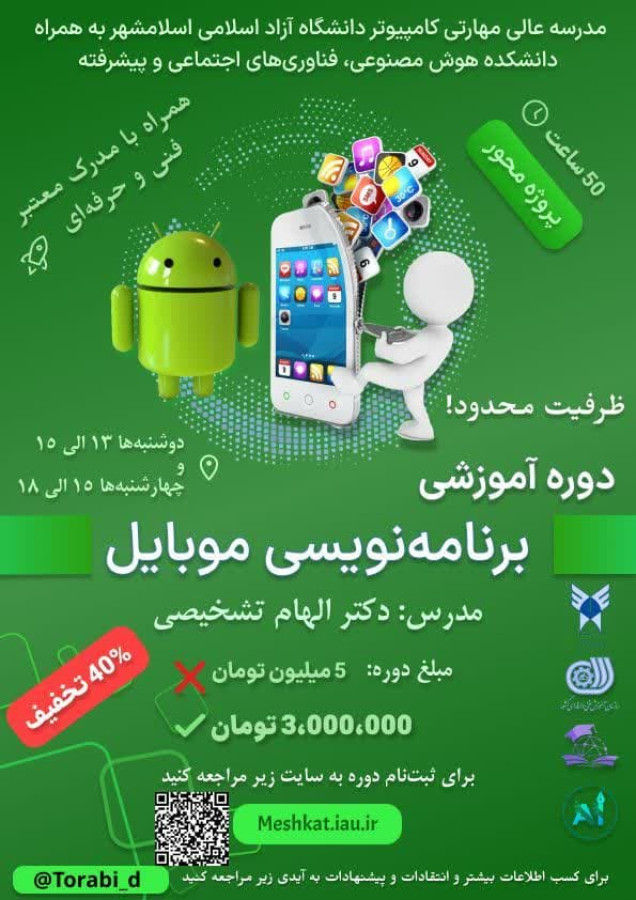 مدرسه عالی مهارتی کامپیوتر دانشگاه آزاد اسلامی اسلامشهر به همراه
دانشکده هوش مصنوعی، فناوری‌های اجتماعی و پیشرفته
همراه با مدرک معتبر
فنی و حرفه‌ای
50 ساعت
پروژه محور
ظرفیت محدود!
دوشنبه‌ها ۱۳ الی ۱۵
و
چهارشنبه‌ها ۱۵ الی ۱۸
دوره آموزشی
برنامه‌نویسی موبایل
مدرس: دکتر الهام تشخیصی
مبلغ دوره: 5 میلیون تومان
40% تخفیف
3،000،000 تومان
برای ثبت‌نام دوره به سایت زیر مراجعه کنید
Meshkat.iau.ir
برای کسب اطلاعات بیشتر و انتقادات و پیشنهادات به آیدی زیر مراجعه کنید
@Torabi_d